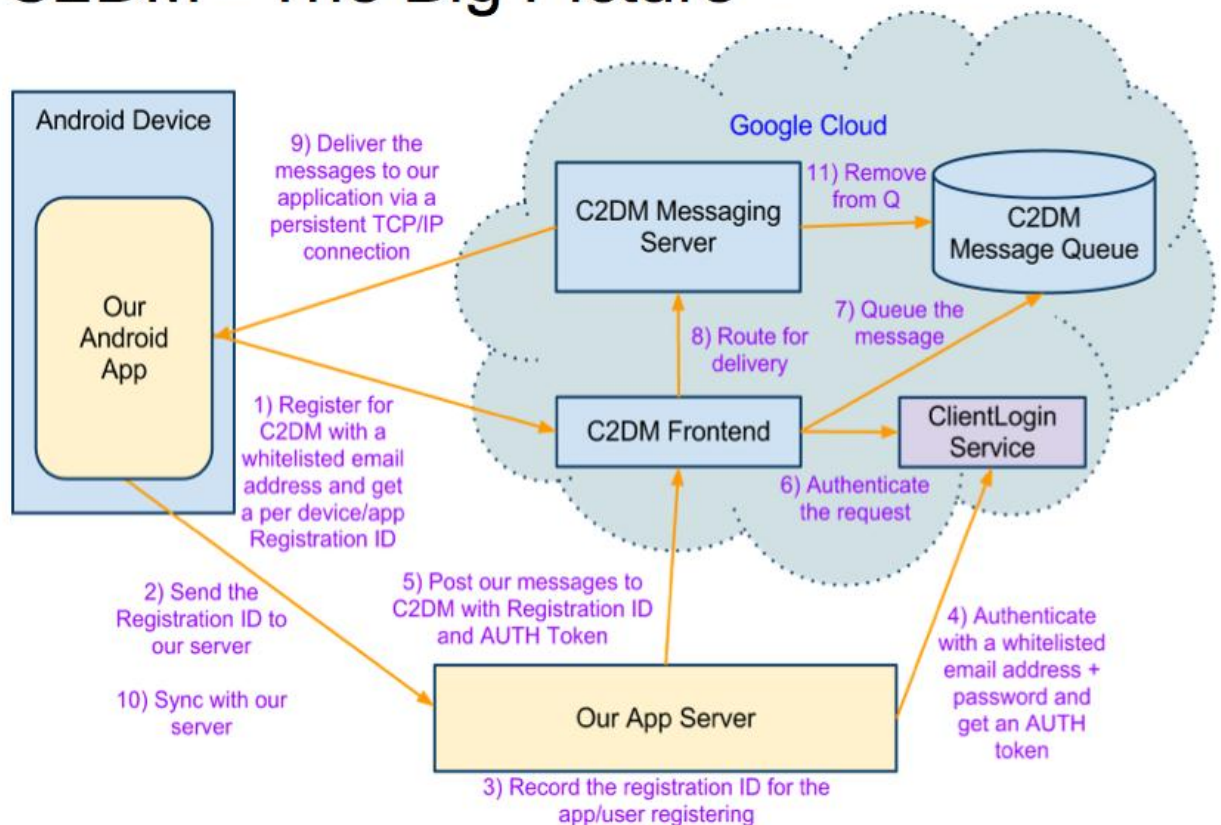 C2DM - The Big Picture
Android Device
Our
Android
App
9) Deliver the
messages to our
application via a
persistent TCP/IP
connection
Google Cloud
C2DM Messaging
Server
11) Remove
from Q
C2DM
Message Queue
8) Route for
delivery
7) Queue the
message
1) Register for
C2DM with a
whitelisted email
address and get
a per device/app
Registration ID
C2DM Frontend
ClientLogin
Service
6) Authenticate
the request
2) Send the
Registration ID to
our server
10) Sync with our
server
5) Post our messages to
C2DM with Registration ID
and AUTH Token
4) Authenticate
with a whitelisted
email address +
password and
get an AUTH
token
Our App Server
3) Record the registration ID for the
app/user registering